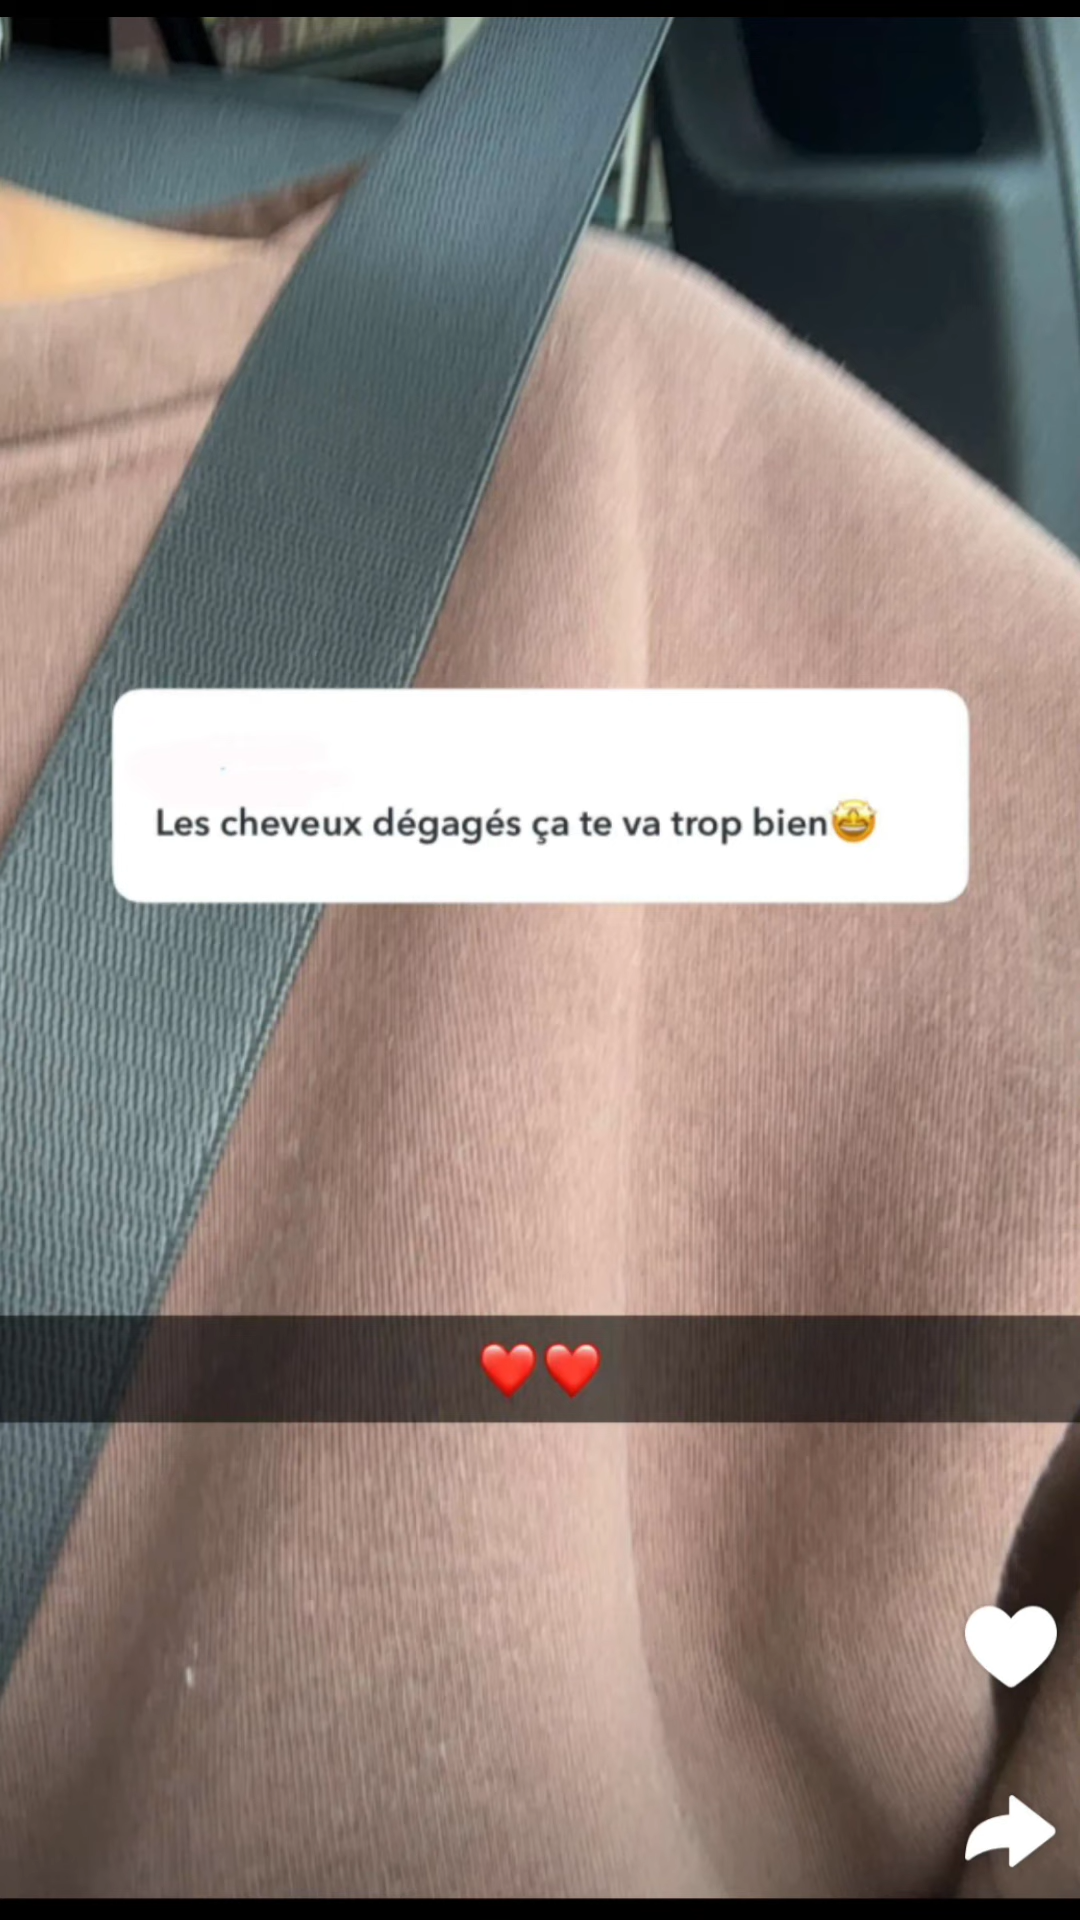 Les cheveux dégagés ça te va trop bien🤩
❤️❤️